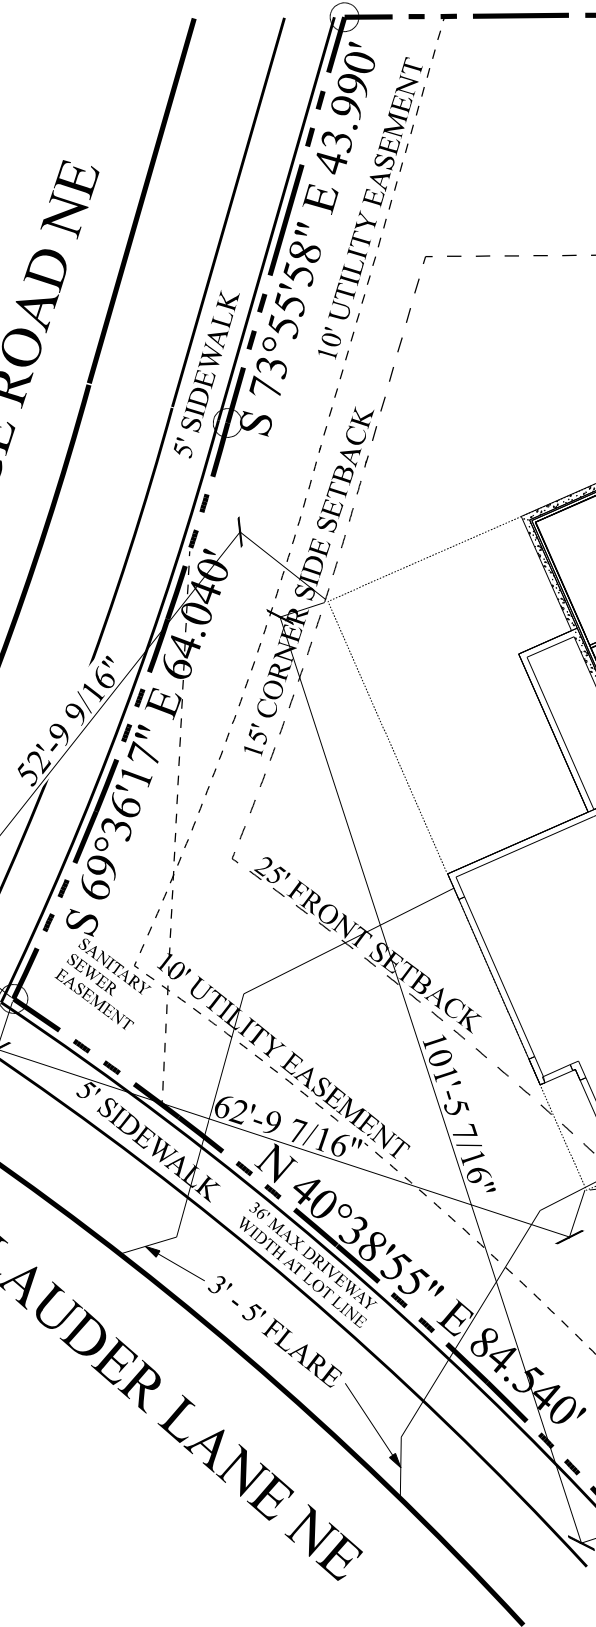 ROAD NE
5' SIDEWALK
S 73°55'58" E 43.990'
10' UTILITY EASEMENT
15' CORNER SIDE SETBACK
S 69°36'17" E 64.040'
52'-9 9/16"
25' FRONT SETBACK
SANITARY
SEWER
EASEMENT
10' UTILITY EASEMENT
101'-5 7/16"
62'-9 7/16"
5' SIDEWALK
N 40°38'55" E 84.540'
36' MAX DRIVEWAY
WIDTH AT LOT LINE
3' - 5' FLARE
LAUDER LANE NE